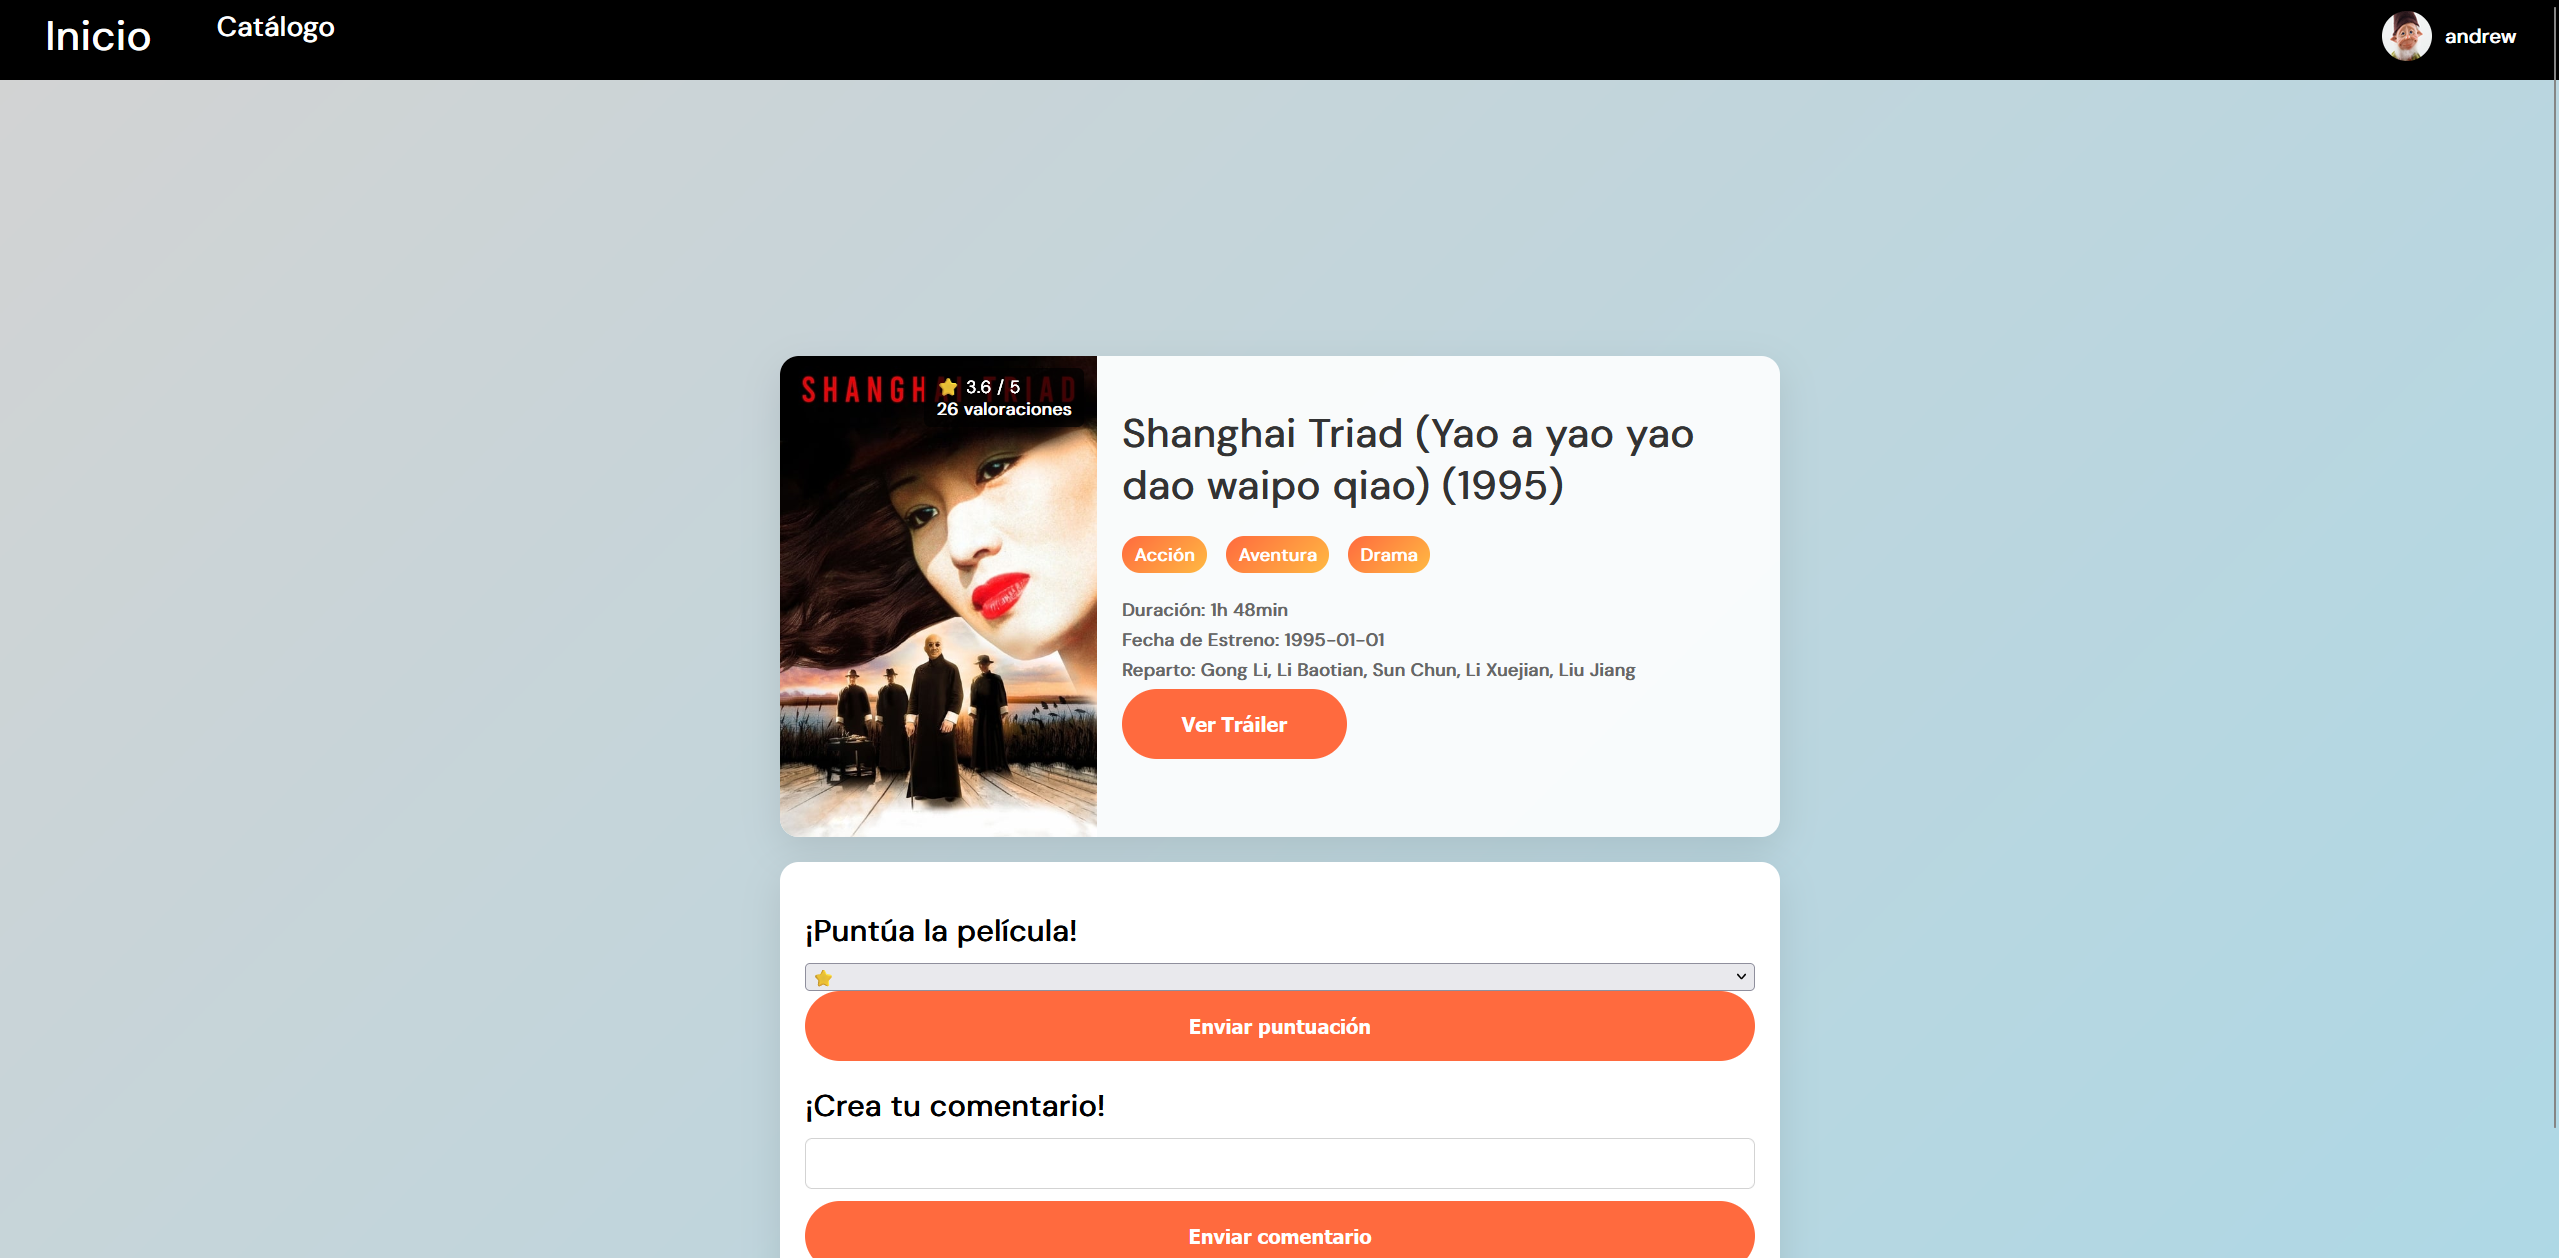 Inicio
Catálogo
andrew
SHANGH
⭐ 3.6 / 5
26 valoraciones
Shanghai Triad (Yao a yao yao
dao waipo qiao) (1995)
Acción
Aventura
Drama
Duración: 1h 48min
Fecha de Estreno: 1995-01-01
Reparto: Gong Li, Li Baotian, Sun Chun, Li Xuejian, Liu Jiang
Ver Tráiler
¡Puntúa la película!
⭐
Enviar puntuación
¡Crea tu comentario!
Enviar comentario